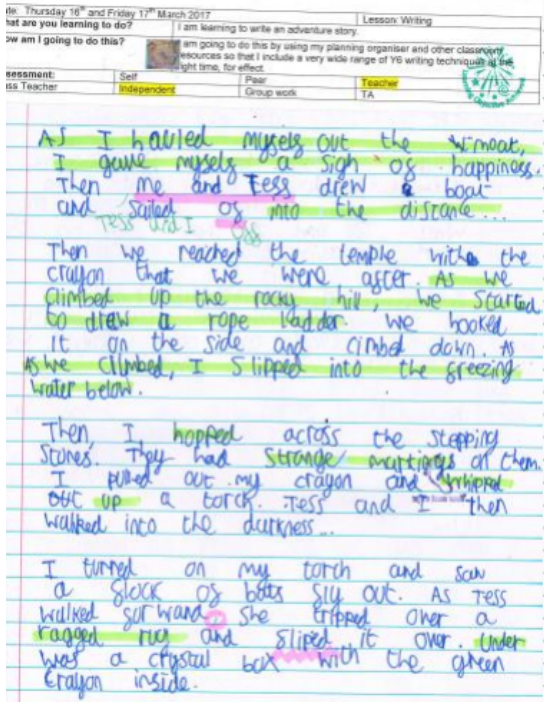 te: Thursday 16th and Friday 17th March 2017 Lesson: Writing
hat are you learning to do? I am learning to write an adventure story.
ow am I going to do this? I am going to do this by using my planning organiser and other classroom
resources so that I include a very wide range of Y6 writing techniques at the
right time, for effect.
sessment: Self Peer Teacher
ss Teacher Independent Group work TA
As I hauled myself out the moat,
I gave myself a sigh of happiness.
Then me and Tess drew a boat
and sailed of into the distance...
Tess and I off
Then we reached the temple with the
crayon that we were after. As we
climbed up the rocky hill, we started
to drew a rope ladder. We hooked
it on the side and cimbd down. As
As we climbed, I slipped into the freezing
water below.
Then, I hopped across the stepping
stones. They had strange markings on them.
I pulled out my crayon and whipped
out up a torch. Tess and I then
walked into the darkness...
I turned on my torch and saw
a flock of bats fly out. As Tess
walked forward, she tripped over a
ragged rug and fliped it over. Under
was a crystal box with the green
Crayon inside.